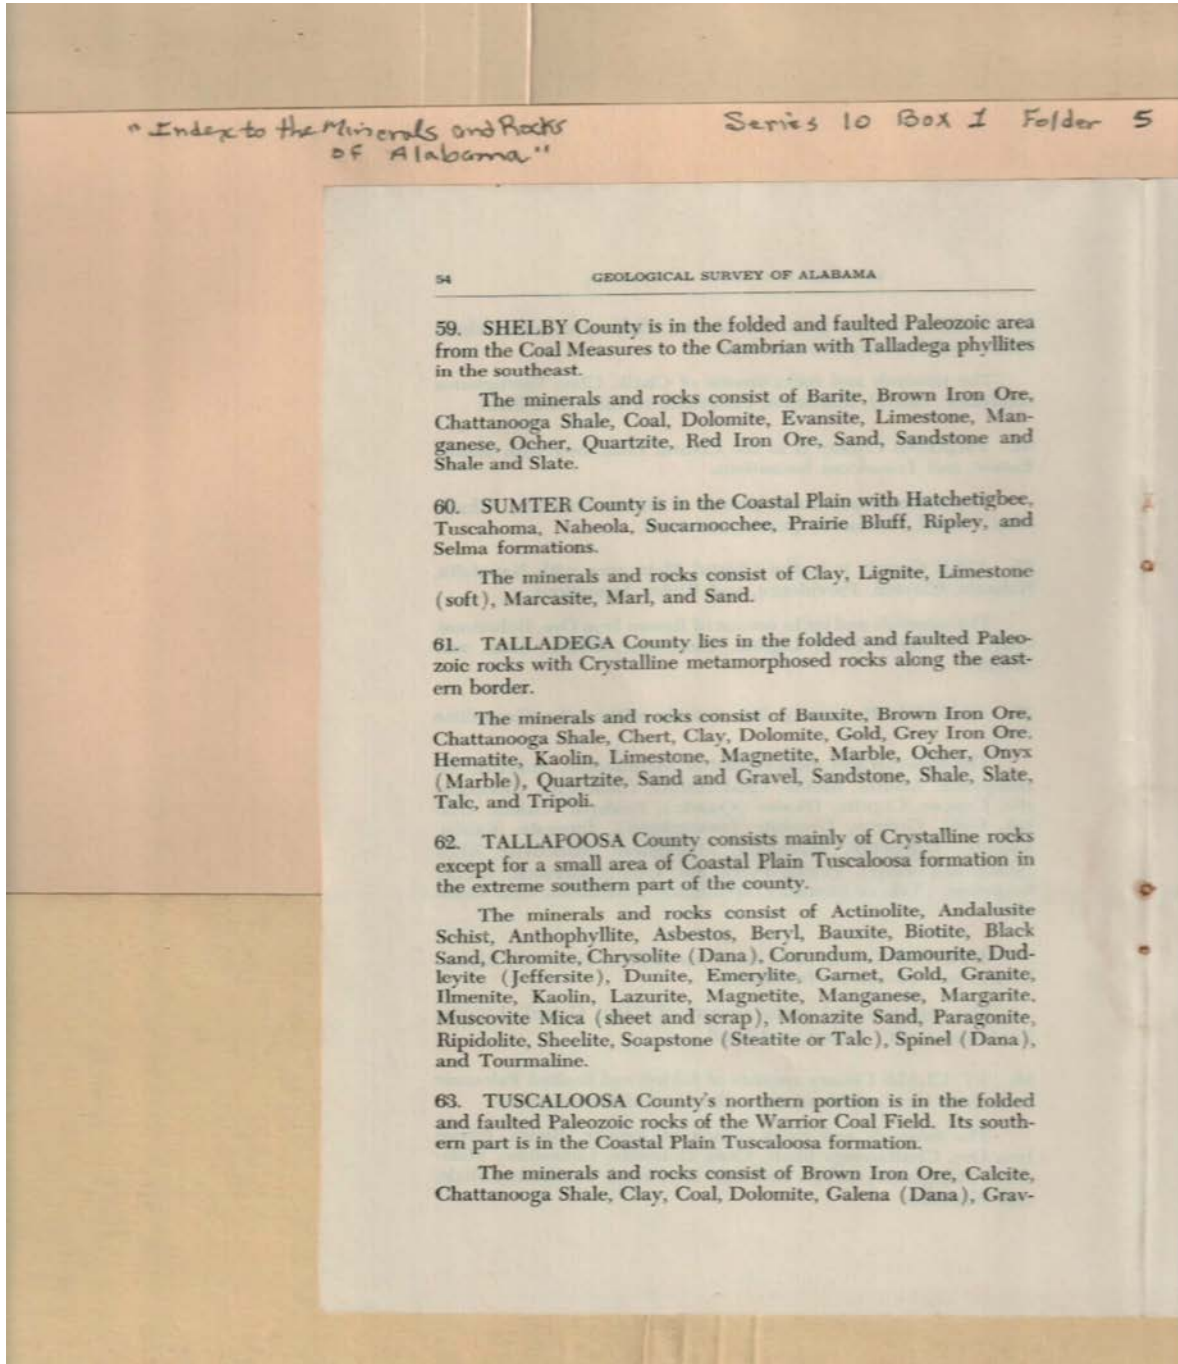 "Index to the Minerals and Rocks
of Alabama"
Series 10 Box 1 Folder 5
54 GEOLOGICAL SURVEY OF ALABAMA
59. SHELBY County is in the folded and faulted Paleozoic area
from the Coal Measures to the Cambrian with Talladega phyllites
in the southeast.
The minerals and rocks consist of Barite, Brown Iron Ore,
Chattanooga Shale, Coal, Dolomite, Evansite, Limestone, Man-
ganese, Ocher, Quartzite, Red Iron Ore, Sand, Sandstone and
Shale and Slate.
60. SUMTER County is in the Coastal Plain with Hatchetigbee,
Tuscahoma, Naheola, Sucarnocchee, Prairie Bluff, Ripley, and
Selma formations.
The minerals and rocks consist of Clay, Lignite, Limestone
(soft), Marcasite, Marl, and Sand.
61. TALLADEGA County lies in the folded and faulted Paleo-
zoic rocks with Crystalline metamorphosed rocks along the east-
ern border.
The minerals and rocks consist of Bauxite, Brown Iron Ore,
Chattanooga Shale, Chert, Clay, Dolomite, Gold, Grey Iron Ore,
Hematite, Kaolin, Limestone, Magnetite, Marble, Ocher, Onyx
(Marble), Quartzite, Sand and Gravel, Sandstone, Shale, Slate,
Talc, and Tripoli.
62. TALLAPOOSA County consists mainly of Crystalline rocks
except for a small area of Coastal Plain Tuscaloosa formation in
the extreme southern part of the county.
The minerals and rocks consist of Actinolite, Andalusite
Schist, Anthophyllite, Asbestos, Beryl, Bauxite, Biotite, Black
Sand, Chromite, Chrysolite (Dana), Corundum, Damourite, Dud-
leyite (Jeffersite), Dunite, Emerylite, Garnet, Gold, Granite,
Ilmenite, Kaolin, Lazurite, Magnetite, Manganese, Margarite,
Muscovite Mica (sheet and scrap), Monazite Sand, Paragonite,
Ripidolite, Sheelite, Soapstone (Steatite or Talc), Spinel (Dana),
and Tourmaline.
63. TUSCALOOSA County's northern portion is in the folded
and faulted Paleozoic rocks of the Warrior Coal Field. Its south-
ern part is in the Coastal Plain Tuscaloosa formation.
The minerals and rocks consist of Brown Iron Ore, Calcite,
Chattanooga Shale, Clay, Coal, Dolomite, Galena (Dana), Grav-